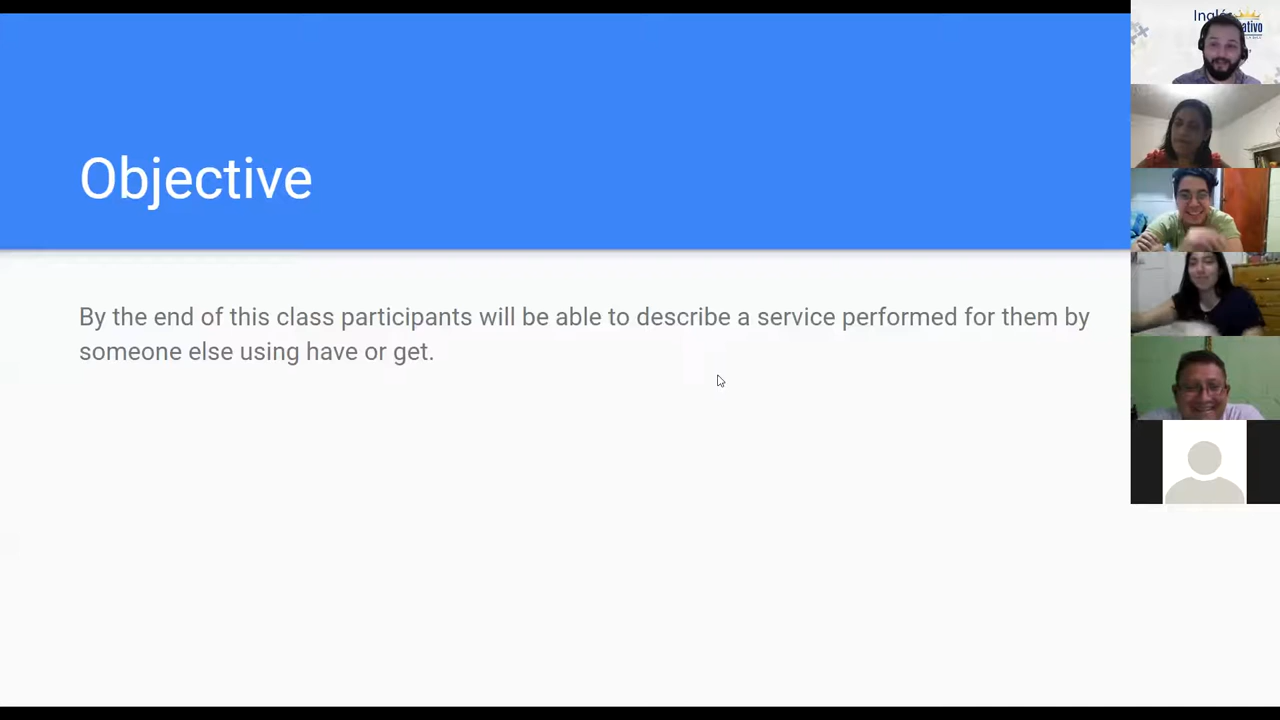 Objective
By the end of this class participants will be able to describe a service performed for them by
someone else using have or get.